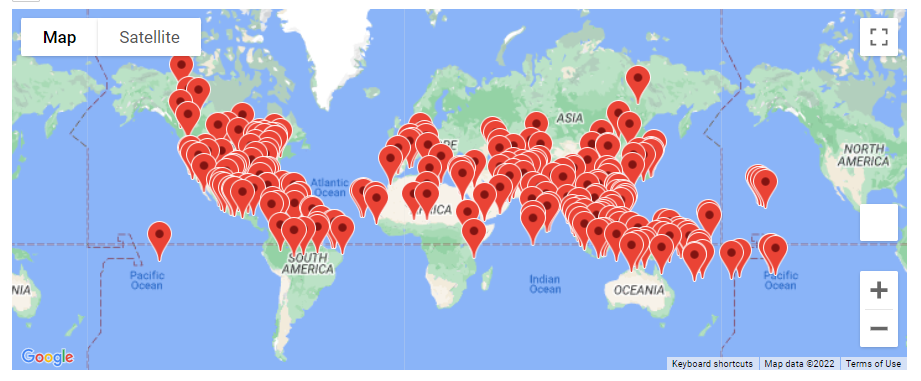 Map
Satellite
ASIA
NORTH
AMERICA
Atlantic
Ocean
SOUTH
AMERICA
Pacific
Ocean
Indian
Ocean
OCEANIA
Pacific
Ocean
Google
Keyboard shortcuts
Map data ©2022
Terms of Use